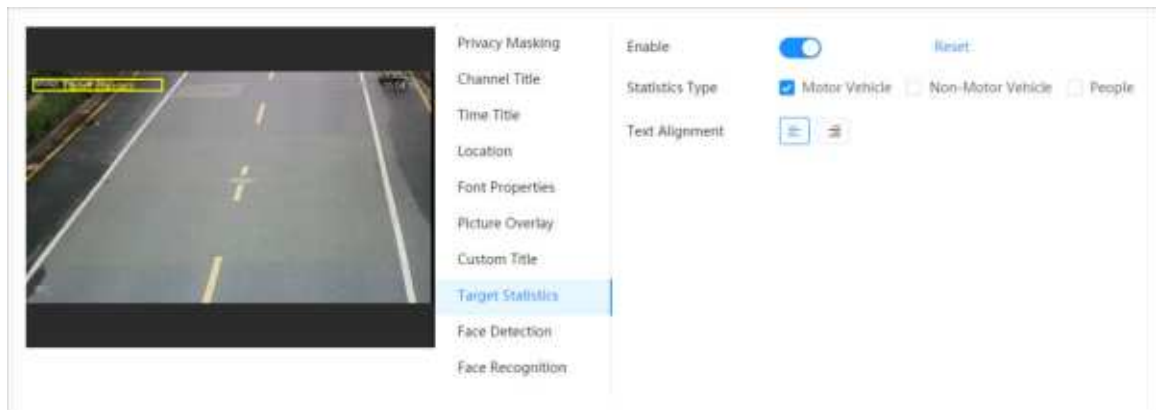 Privacy Masking
Channel Title
Time Title
Location
Font Properties
Picture Overlay
Custom Title
Target Statistics
Face Detection
Face Recognition
Enable Reset
Statistics Type Motor Vehicle Non-Motor Vehicle People
Text Alignment